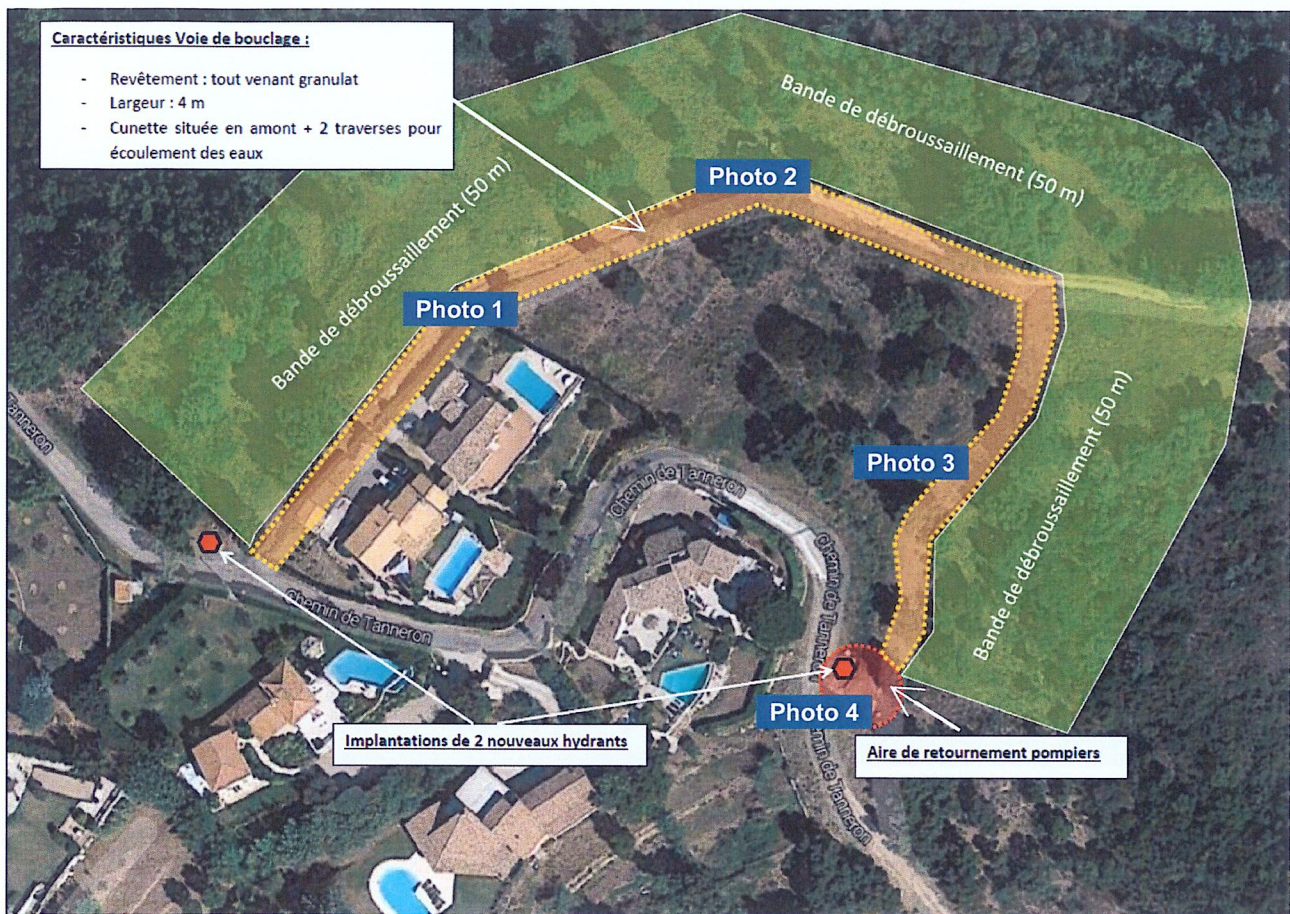 Caractéristiques Voie de bouclage :
- Revêtement : tout venant granulat
- Largeur : 4 m
- Cunette située en amont + 2 traverses pour
écoulement des eaux
Bande de débroussaillement (50 m)
Photo 2
Bande de débroussaillement (50 m)
Photo 1
Tanneron
Chemin de Tanneron
Photo 3
Bande de débroussaillement (50 m)
Chemin de Tanneron
Chemin de Tanneron
Photo 4
Implantations de 2 nouveaux hydrants
Aire de retournement pompiers
Chemin de Tanneron